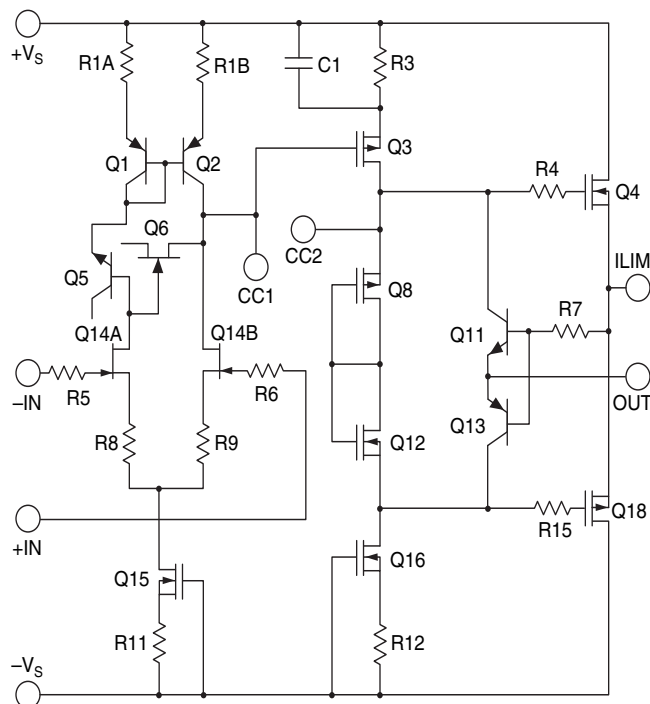 +VS
R1A
R1B
C1
R3
Q1
Q2
Q3
R4
Q4
Q6
Q5
CC1
CC2
Q8
ILIM
Q14A
Q14B
Q11
R7
–IN
R5
R6
OUT
Q13
R8
R9
Q12
+IN
R15
Q18
Q15
Q16
R11
R12
–VS